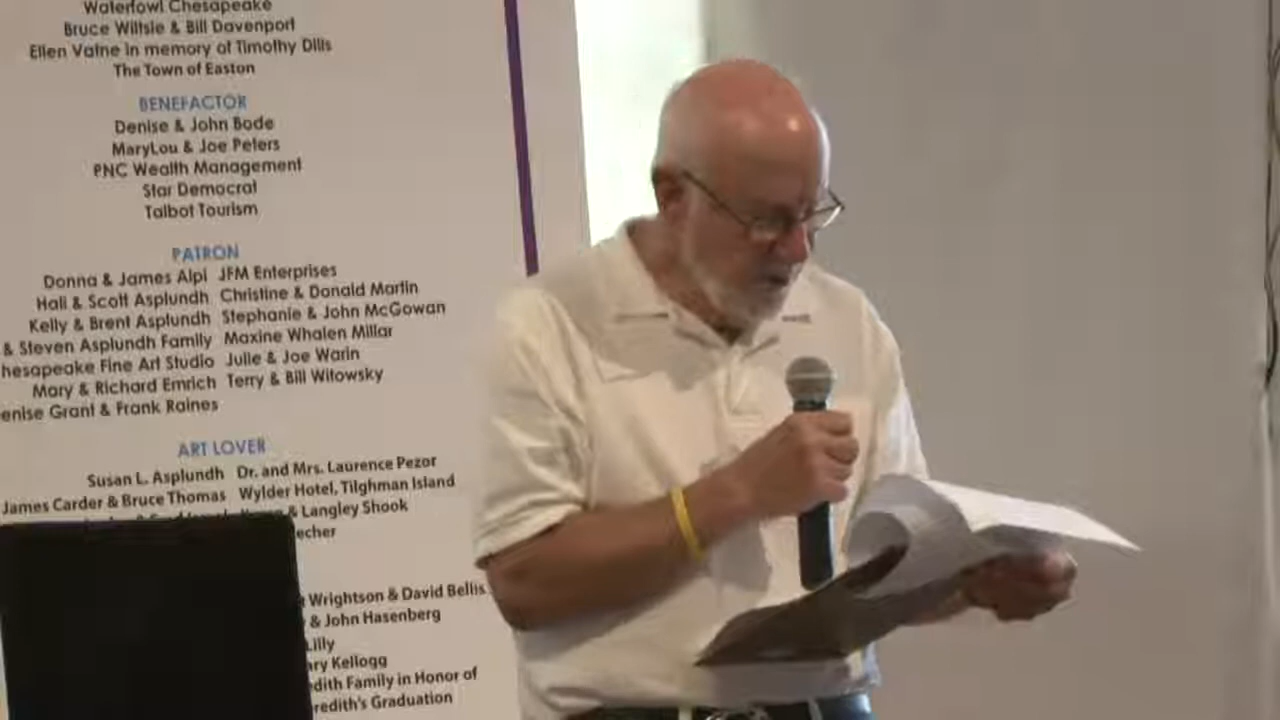 Waterfowl Chesapeake
Bruce Wiltsie & Bill Davenport
Ellen Vatne in memory of Timothy Dills
The Town of Easton
BENEFACTOR
Denise & John Bode
MaryLou & Joe Peters
PNC Wealth Management
Star Democrat
Talbot Tourism
PATRON
Donna & James Alpi JFM Enterprises
Hali & Scott Asplundh Christine & Donald Martin
Kelly & Brent Asplundh Stephanie & John McGowan
& Steven Asplundh Family Maxine Whalen Millar
hesapeake Fine Art Studio Julie & Joe Warin
Mary & Richard Emrich Terry & Bill Witowsky
enise Grant & Frank Raines
ART LOVER
Susan L. Asplundh Dr. and Mrs. Laurence Pezor
James Carder & Bruce Thomas Wylder Hotel, Tilghman Island
& Langley Shook
echer
Wrightson & David Bellis
& John Hasenberg
Lilly
ary Kellogg
edith Family in Honor of
redith's Graduation